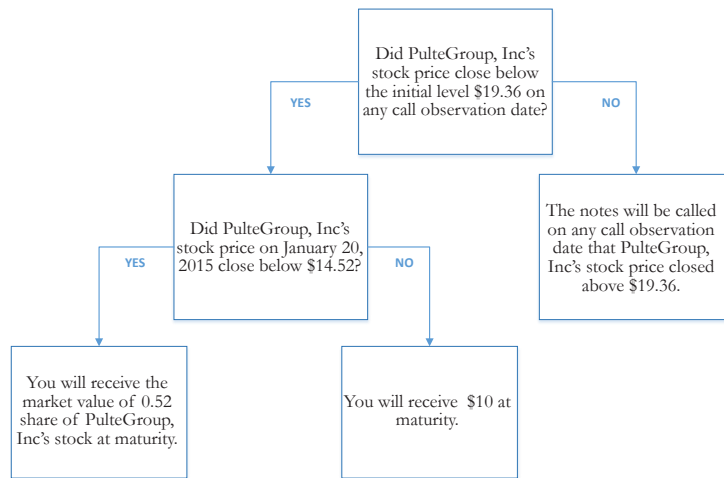 Did PulteGroup, Inc's
stock price close below
the initial level $19.36 on
any call observation date?
YES
NO
Did PulteGroup, Inc's
stock price on January 20,
2015 close below $14.52?
The notes will be called
on any call observation
date that PulteGroup,
Inc's stock price closed
above $19.36.
YES
NO
You will receive the
market value of 0.52
share of PulteGroup,
Inc's stock at maturity.
You will receive $10 at
maturity.